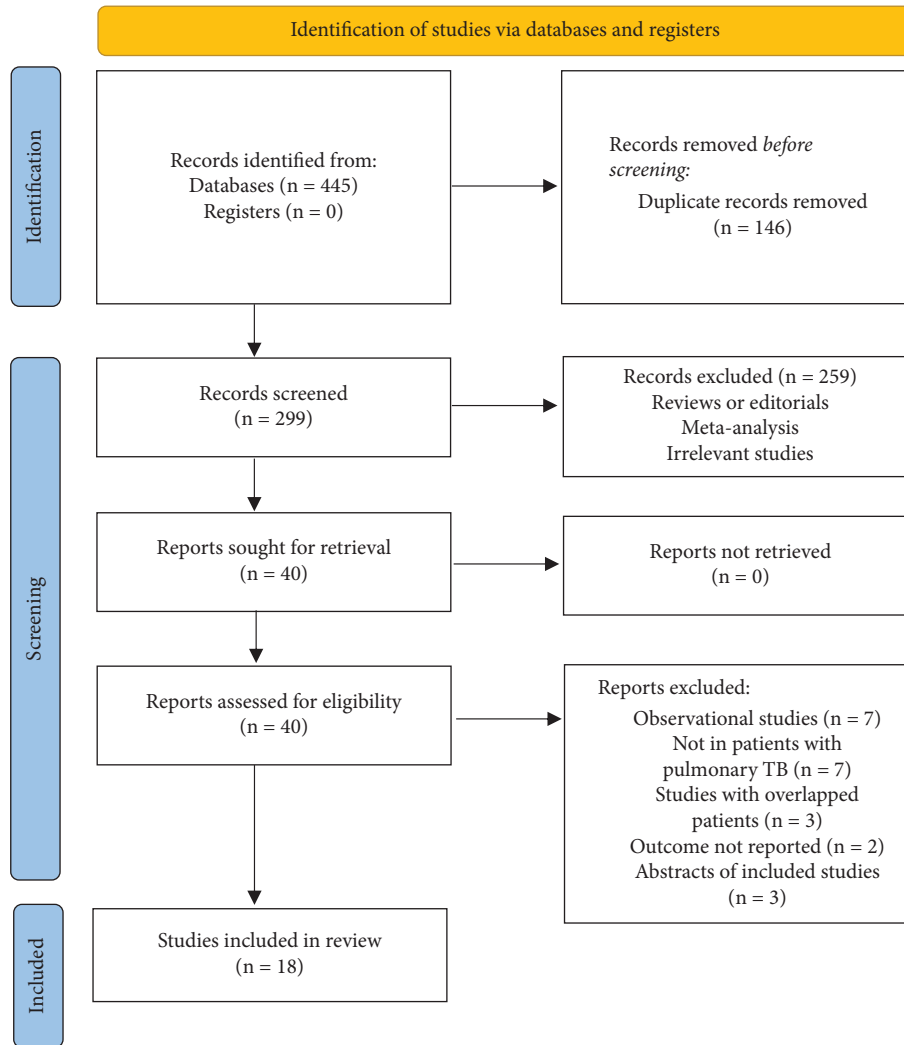 Identification of studies via databases and registers
Identification
Records identified from:
Databases (n = 445)
Registers (n = 0)
Records removed before
screening:
Duplicate records removed
(n = 146)
Screening
Records screened
(n = 299)
Records excluded (n = 259)
Reviews or editorials
Meta-analysis
Irrelevant studies
Reports sought for retrieval
(n = 40)
Reports not retrieved
(n = 0)
Reports assessed for eligibility
(n = 40)
Reports excluded:
Observational studies (n = 7)
Not in patients with
pulmonary TB (n = 7)
Studies with overlapped
patients (n = 3)
Outcome not reported (n = 2)
Abstracts of included studies
(n = 3)
Included
Studies included in review
(n = 18)